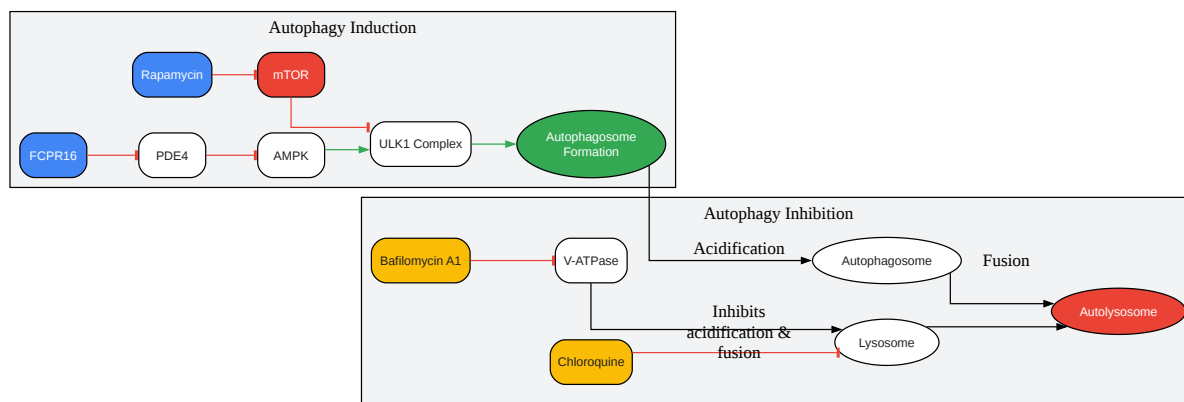 Autophagy Induction
Rapamycin
mTOR
FCPR16
PDE4
AMPK
ULK1 Complex
Autophagosome
Formation
Autophagy Inhibition
Acidification
Bafilomycin A1
V-ATPase
Autophagosome
Fusion
Autolysosome
Inhibits
acidification &
fusion
Lysosome
Chloroquine